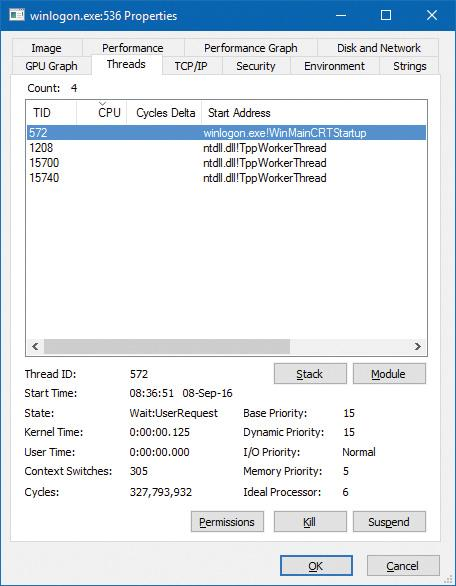 winlogon.exe:536 Properties
Image Performance Performance Graph Disk and Network
GPU Graph Threads TCP/IP Security Environment Strings
Count: 4
TID CPU Cycles Delta Start Address
572 winlogon.exe!WinMainCRTStartup
1208 ntdll.dll!TppWorkerThread
15700 ntdll.dll!TppWorkerThread
15740 ntdll.dll!TppWorkerThread
Thread ID: 572 Stack Module
Start Time: 08:36:51 08-Sep-16
State: Wait:UserRequest Base Priority: 15
Kernel Time: 0:00:00.125 Dynamic Priority: 15
User Time: 0:00:00.000 I/O Priority: Normal
Context Switches: 305 Memory Priority: 5
Cycles: 327,793,932 Ideal Processor: 6
Permissions Kill Suspend
OK Cancel